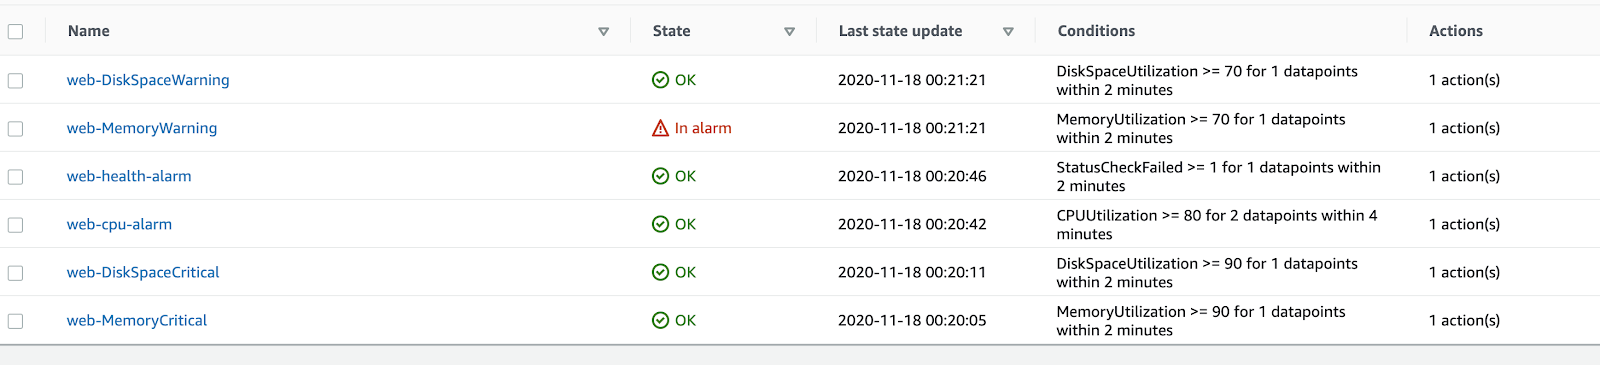 Name State Last state update Conditions Actions
web-DiskSpaceWarning OK 2020-11-18 00:21:21 DiskSpaceUtilization >= 70 for 1 datapoints 1 action(s)
within 2 minutes
web-MemoryWarning In alarm 2020-11-18 00:21:21 MemoryUtilization >= 70 for 1 datapoints 1 action(s)
within 2 minutes
web-health-alarm OK 2020-11-18 00:20:46 StatusCheckFailed >= 1 for 1 datapoints within 1 action(s)
2 minutes
web-cpu-alarm OK 2020-11-18 00:20:42 CPUUtilization >= 80 for 2 datapoints within 4 1 action(s)
minutes
web-DiskSpaceCritical OK 2020-11-18 00:20:11 DiskSpaceUtilization >= 90 for 1 datapoints 1 action(s)
within 2 minutes
web-MemoryCritical OK 2020-11-18 00:20:05 MemoryUtilization >= 90 for 1 datapoints 1 action(s)
within 2 minutes